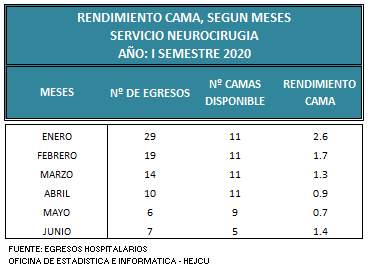 RENDIMIENTO CAMA, SEGUN MESES
SERVICIO NEUROCIRUGIA
AÑO: I SEMESTRE 2020
MESES Nº DE EGRESOS Nº CAMAS DISPONIBLE RENDIMIENTO CAMA
ENERO 29 11 2.6
FEBRERO 19 11 1.7
MARZO 14 11 1.3
ABRIL 10 11 0.9
MAYO 6 9 0.7
JUNIO 7 5 1.4
FUENTE: EGRESOS HOSPITALARIOS
OFICINA DE ESTADISTICA E INFORMATICA - HEJCU